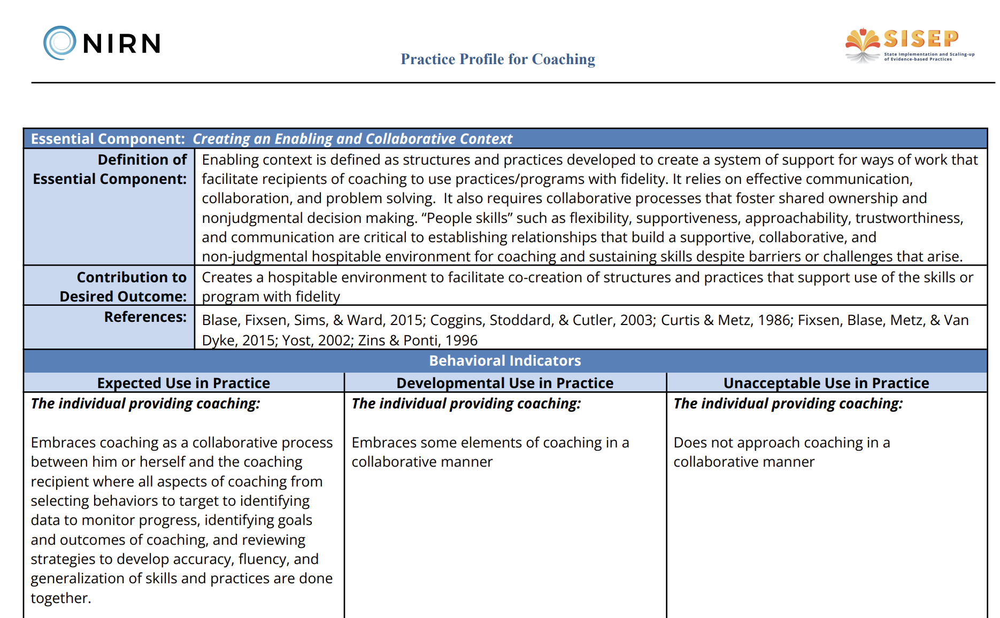 NIRN
Practice Profile for Coaching
SISEP
State Implementation and Scaling-up
of Evidence-based Practices
Essential Component: Creating an Enabling and Collaborative Context
Definition of
Essential Component:
Enabling context is defined as structures and practices developed to create a system of support for ways of work that
facilitate recipients of coaching to use practices/programs with fidelity. It relies on effective communication,
collaboration, and problem solving.  It also requires collaborative processes that foster shared ownership and
nonjudgmental decision making. “People skills” such as flexibility, supportiveness, approachability, trustworthiness,
and communication are critical to establishing relationships that build a supportive, collaborative, and
non-judgmental hospitable environment for coaching and sustaining skills despite barriers or challenges that arise.
Contribution to
Desired Outcome:
Creates a hospitable environment to facilitate co-creation of structures and practices that support use of the skills or
program with fidelity
References:
Blase, Fixsen, Sims, & Ward, 2015; Coggins, Stoddard, & Cutler, 2003; Curtis & Metz, 1986; Fixsen, Blase, Metz, & Van
Dyke, 2015; Yost, 2002; Zins & Ponti, 1996
Behavioral Indicators
Expected Use in Practice
Developmental Use in Practice
Unacceptable Use in Practice
The individual providing coaching:
Embraces coaching as a collaborative process
between him or herself and the coaching
recipient where all aspects of coaching from
selecting behaviors to target to identifying
data to monitor progress, identifying goals
and outcomes of coaching, and reviewing
strategies to develop accuracy, fluency, and
generalization of skills and practices are done
together.
The individual providing coaching:
Embraces some elements of coaching in a
collaborative manner
The individual providing coaching:
Does not approach coaching in a
collaborative manner